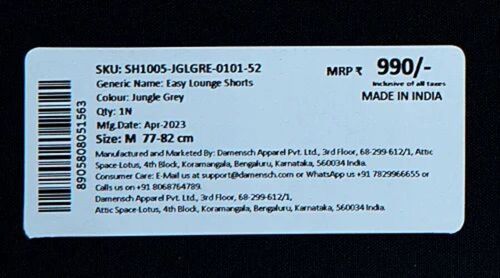 SKU: SH1005-JGLGRE-0101-52
Generic Name: Easy Lounge Shorts
Colour: Jungle Grey
Qty: 1N
Mfg.Date: Apr-2023
Size: M 77-82 cm
MRP ₹ 990/-
Inclusive of all taxes
MADE IN INDIA
Manufactured and Marketed By: Damensch Apparel Pvt. Ltd., 3rd Floor, 68-299-612/1, Attic
Space-Lotus, 4th Block, Koramangala, Bengaluru, Karnataka, 560034 India.
Consumer Care: E-Mail us at support@damensch.com or WhatsApp us +91 7829966655 or
Calls us on +91 8068764789.
Damensch Apparel Pvt. Ltd., 3rd Floor, 68-299-612/1,
Attic Space-Lotus, 4th Block, Koramangala, Bengaluru, Karnataka, 560034 India.
8905808051563